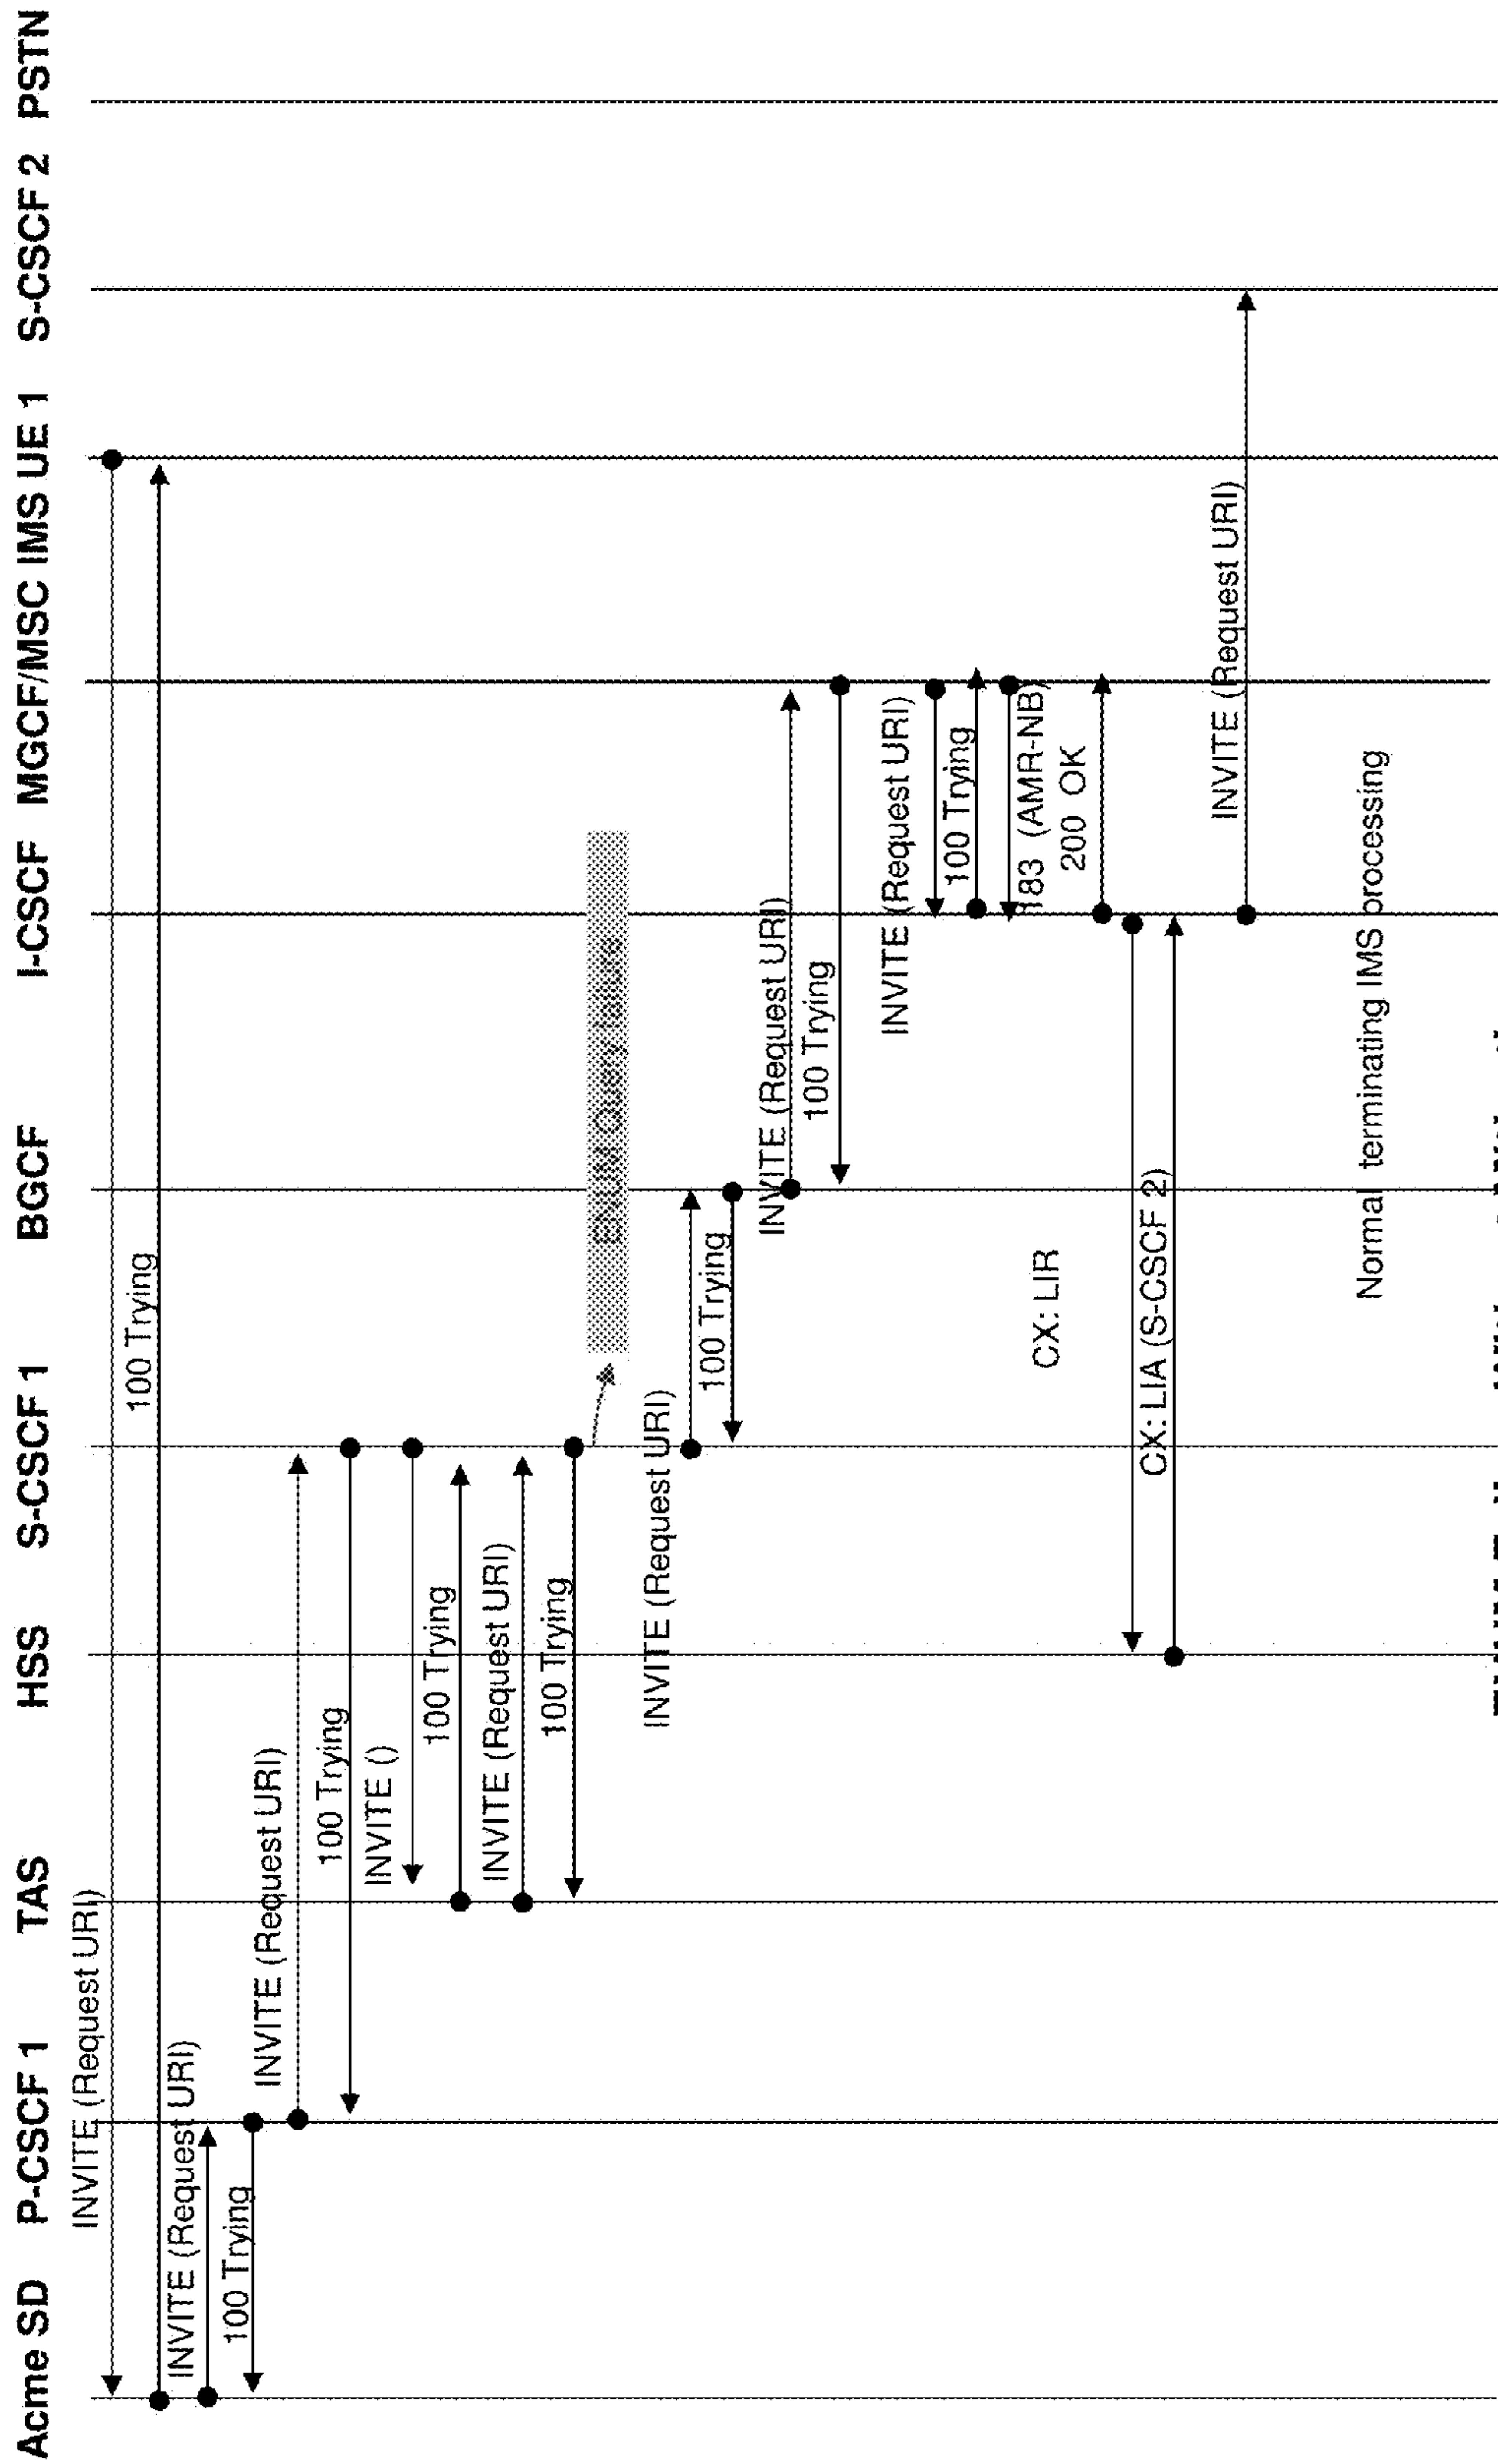 Acme SD P-CSCF 1 TAS HSS S-CSCF 1 BGCF I-CSCF MGCF/MSC IMS UE 1 S-CSCF 2 PSTN
INVITE (Request URI)
100 Trying
INVITE (Request URI)
100 Trying
INVITE (Request URI)
100 Trying
INVITE ()
100 Trying
INVITE (Request URI)
100 Trying
INVITE (Request URI)
100 Trying
INVITE (Request URI)
100 Trying
INVITE (Request URI)
100 Trying
183 (AMR-NB)
200 OK
CX: LIR
CX: LIA (S-CSCF 2)
INVITE (Request URI)
Normal terminating IMS processing